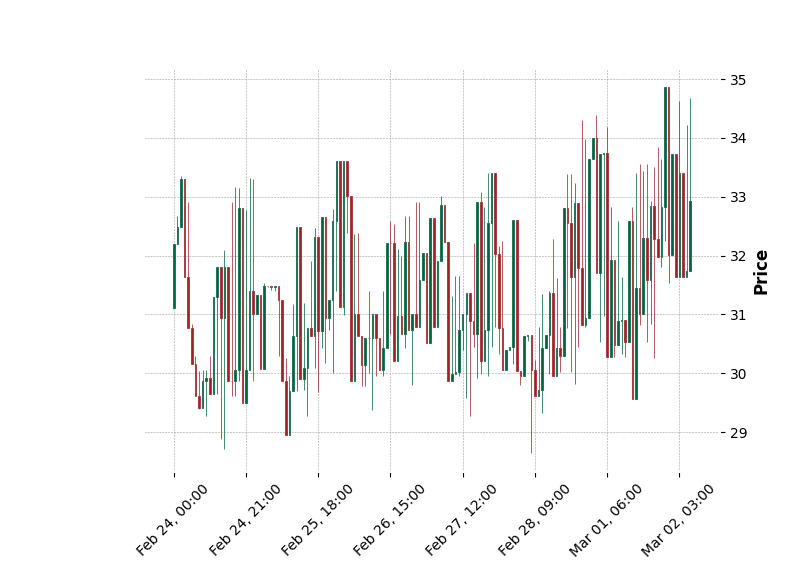 35
34
33
32
31
30
29
Price
Feb 24, 00:00
Feb 24, 21:00
Feb 25, 18:00
Feb 26, 15:00
Feb 27, 12:00
Feb 28, 09:00
Mar 01, 06:00
Mar 02, 03:00